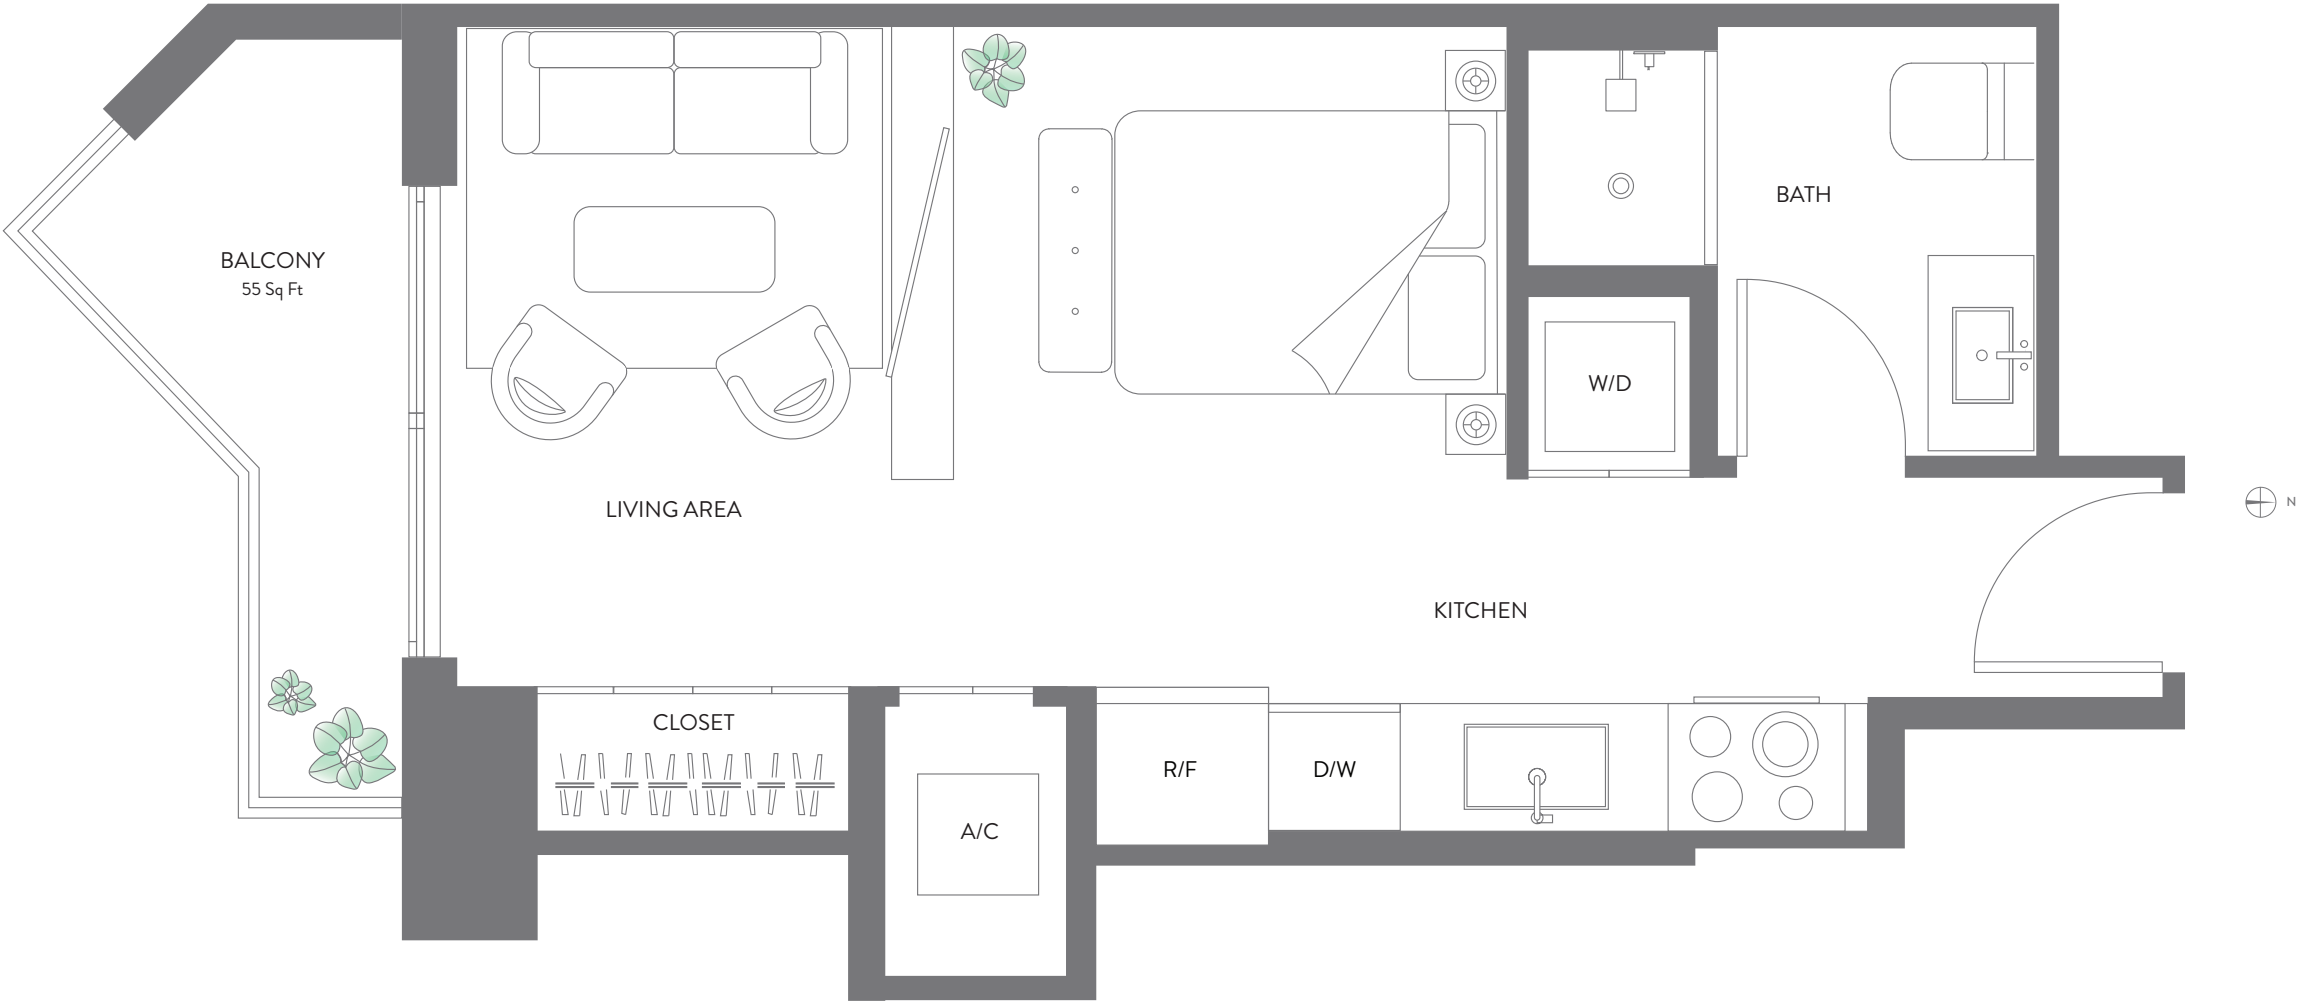 BATH
BALCONY
55 Sq Ft
W/D
LIVING AREA
N
KITCHEN
CLOSET
R/F
D/W
A/C